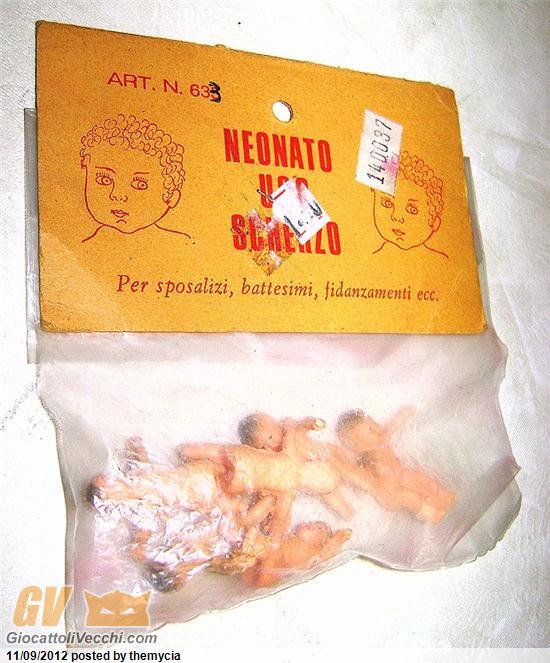 ART. N. 633
NEONATO
USO
SCHERZO
140037
Per sposalizi, battesimi, fidanzamenti ecc.
GV
GiocattoliVecchi.com
11/09/2012 posted by themycia